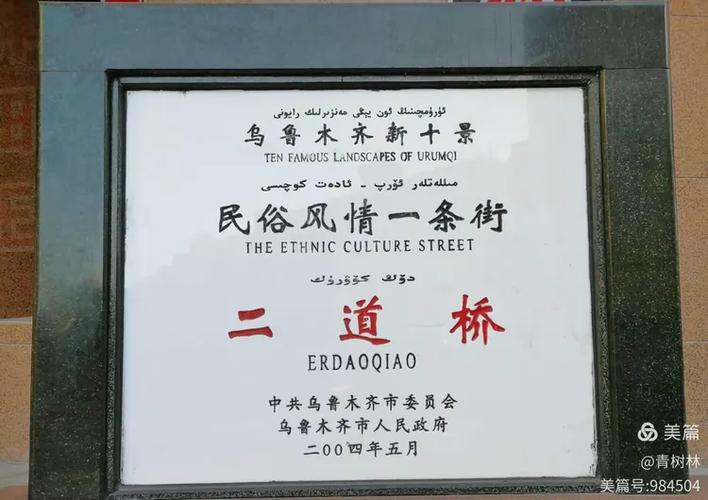 ئۈرۈمچىنىڭ ئون يېڭى مەنزىرىلىك رايونى
乌鲁木齐新十景
TEN FAMOUS LANDSCAPES OF URUMQI
مىللەتلەر ئۆرپ - ئادەت كوچىسى
民俗风情一条街
THE ETHNIC CULTURE STREET
دۆڭ كۆۋرۈك
二道桥
ERDAOQIAO
中共乌鲁木齐市委员会
乌鲁木齐市人民政府
二〇〇四年五月
美篇
@青树林
美篇号:984504